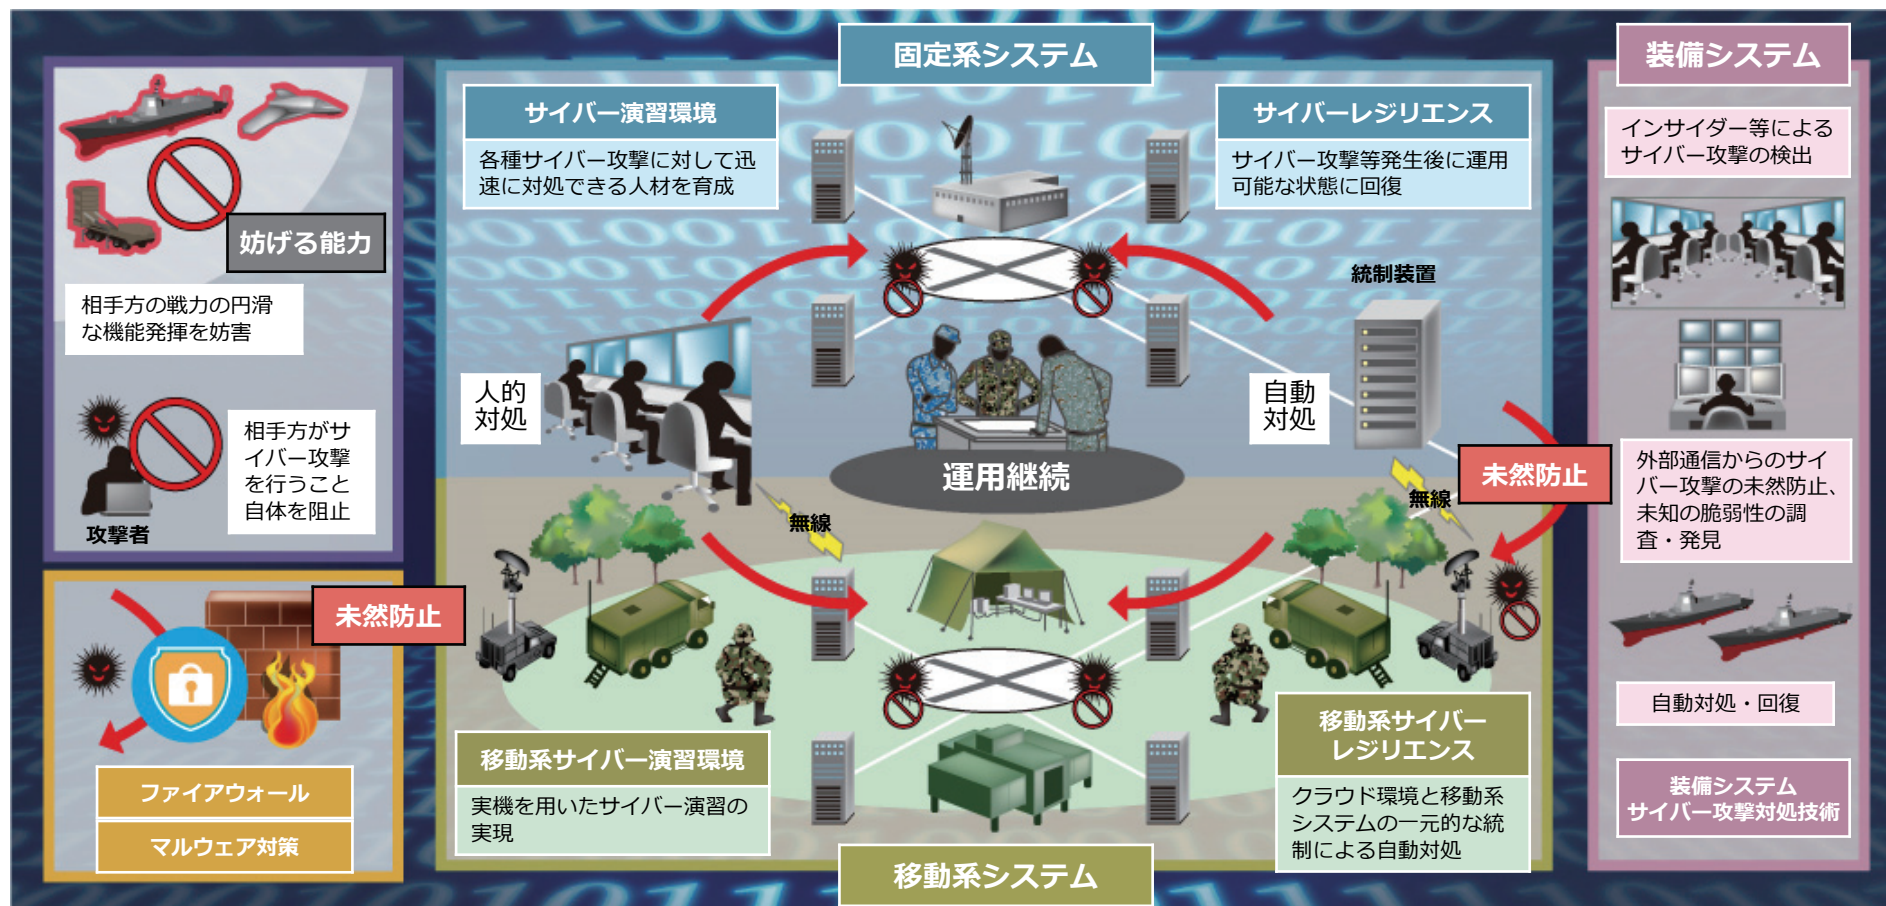 固定系システム
装備システム
妨げる能力
相手方の戦力の円滑
な機能発揮を妨害
相手方がサ
イバー攻撃
を行うこと
自体を阻止
攻撃者
未然防止
ファイアウォール
マルウェア対策
サイバー演習環境
各種サイバー攻撃に対して迅
速に対処できる人材を育成
サイバーレジリエンス
サイバー攻撃等発生後に運用
可能な状態に回復
統制装置
人的
対処
自動
対処
運用継続
無線
無線
未然防止
移動系サイバー演習環境
実機を用いたサイバー演習の
実現
移動系サイバー
レジリエンス
クラウド環境と移動系
システムの一元的な統
制による自動対処
移動系システム
インサイダー等による
サイバー攻撃の検出
外部通信からのサイ
バー攻撃の未然防止、
未知の脆弱性の調
査・発見
自動対処・回復
装備システム
サイバー攻撃対処技術